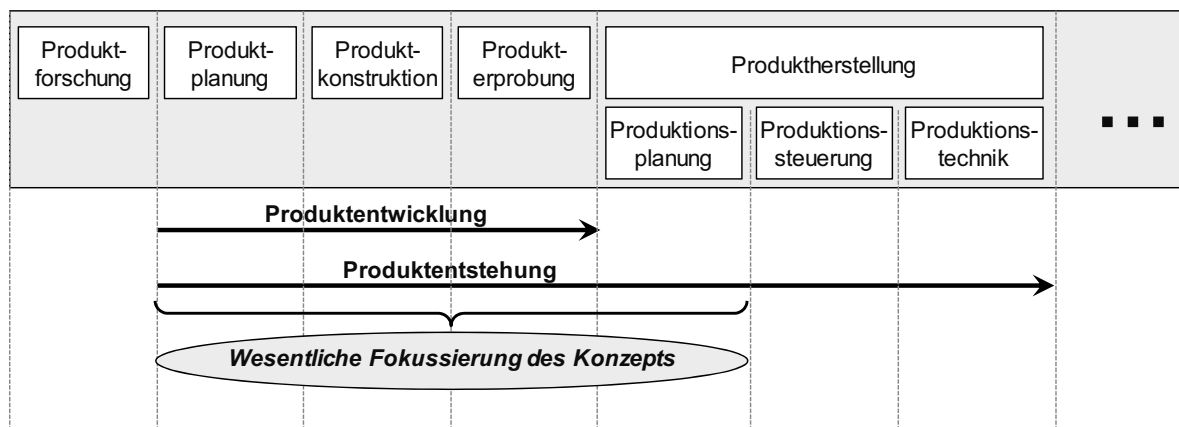 Produkt-
forschung
Produkt-
planung
Produkt-
konstruktion
Produkt-
erprobung
Produktherstellung
Produktions-
planung
Produktions-
steuerung
Produktions-
technik
...
Produktentwicklung
Produktentstehung
Wesentliche Fokussierung des Konzepts